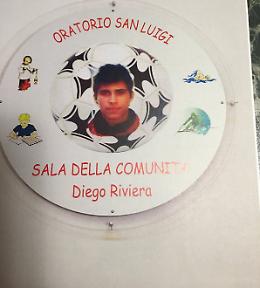 ORATORIO SAN LUIGI
SALA DELLA COMUNITA'
Diego Riviera